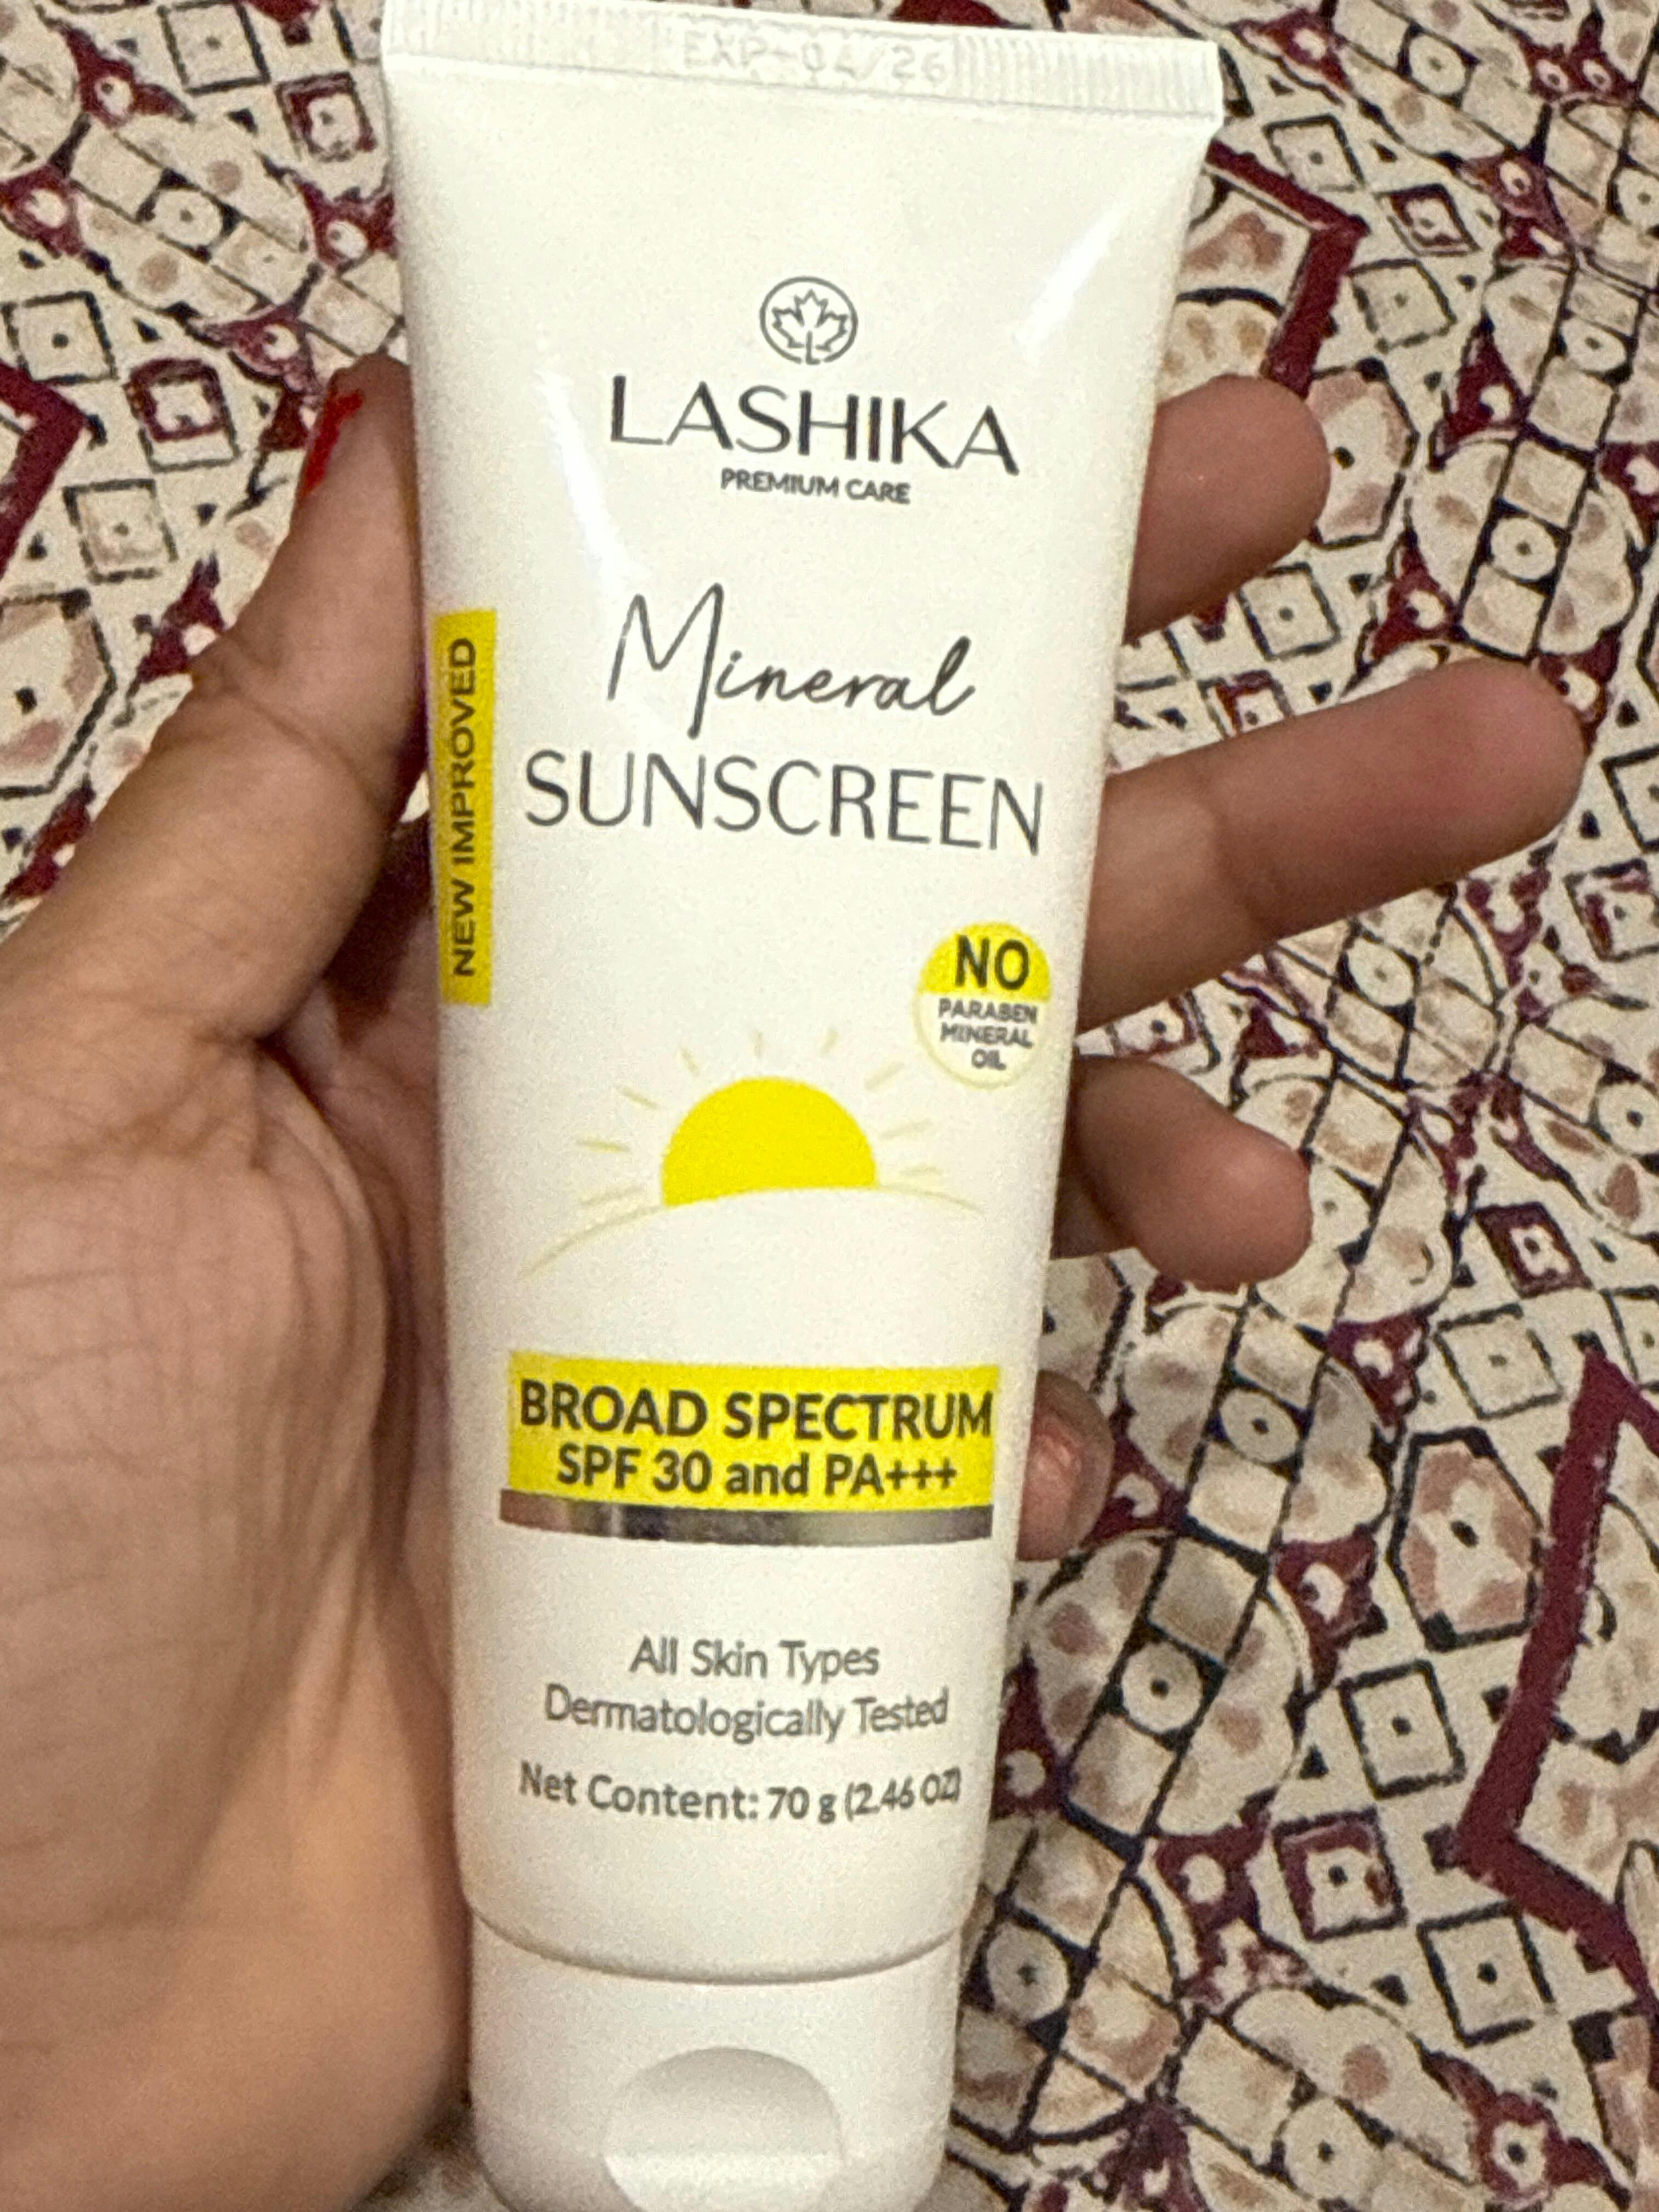 EXP-04/26
LASHIKA
PREMIUM CARE
Mineral
SUNSCREEN
NEW IMPROVED
NO
PARABEN
MINERAL
OIL
BROAD SPECTRUM
SPF 30 and PA+++
All Skin Types
Dermatologically Tested
Net Content: 70 g (2.46 OZ)